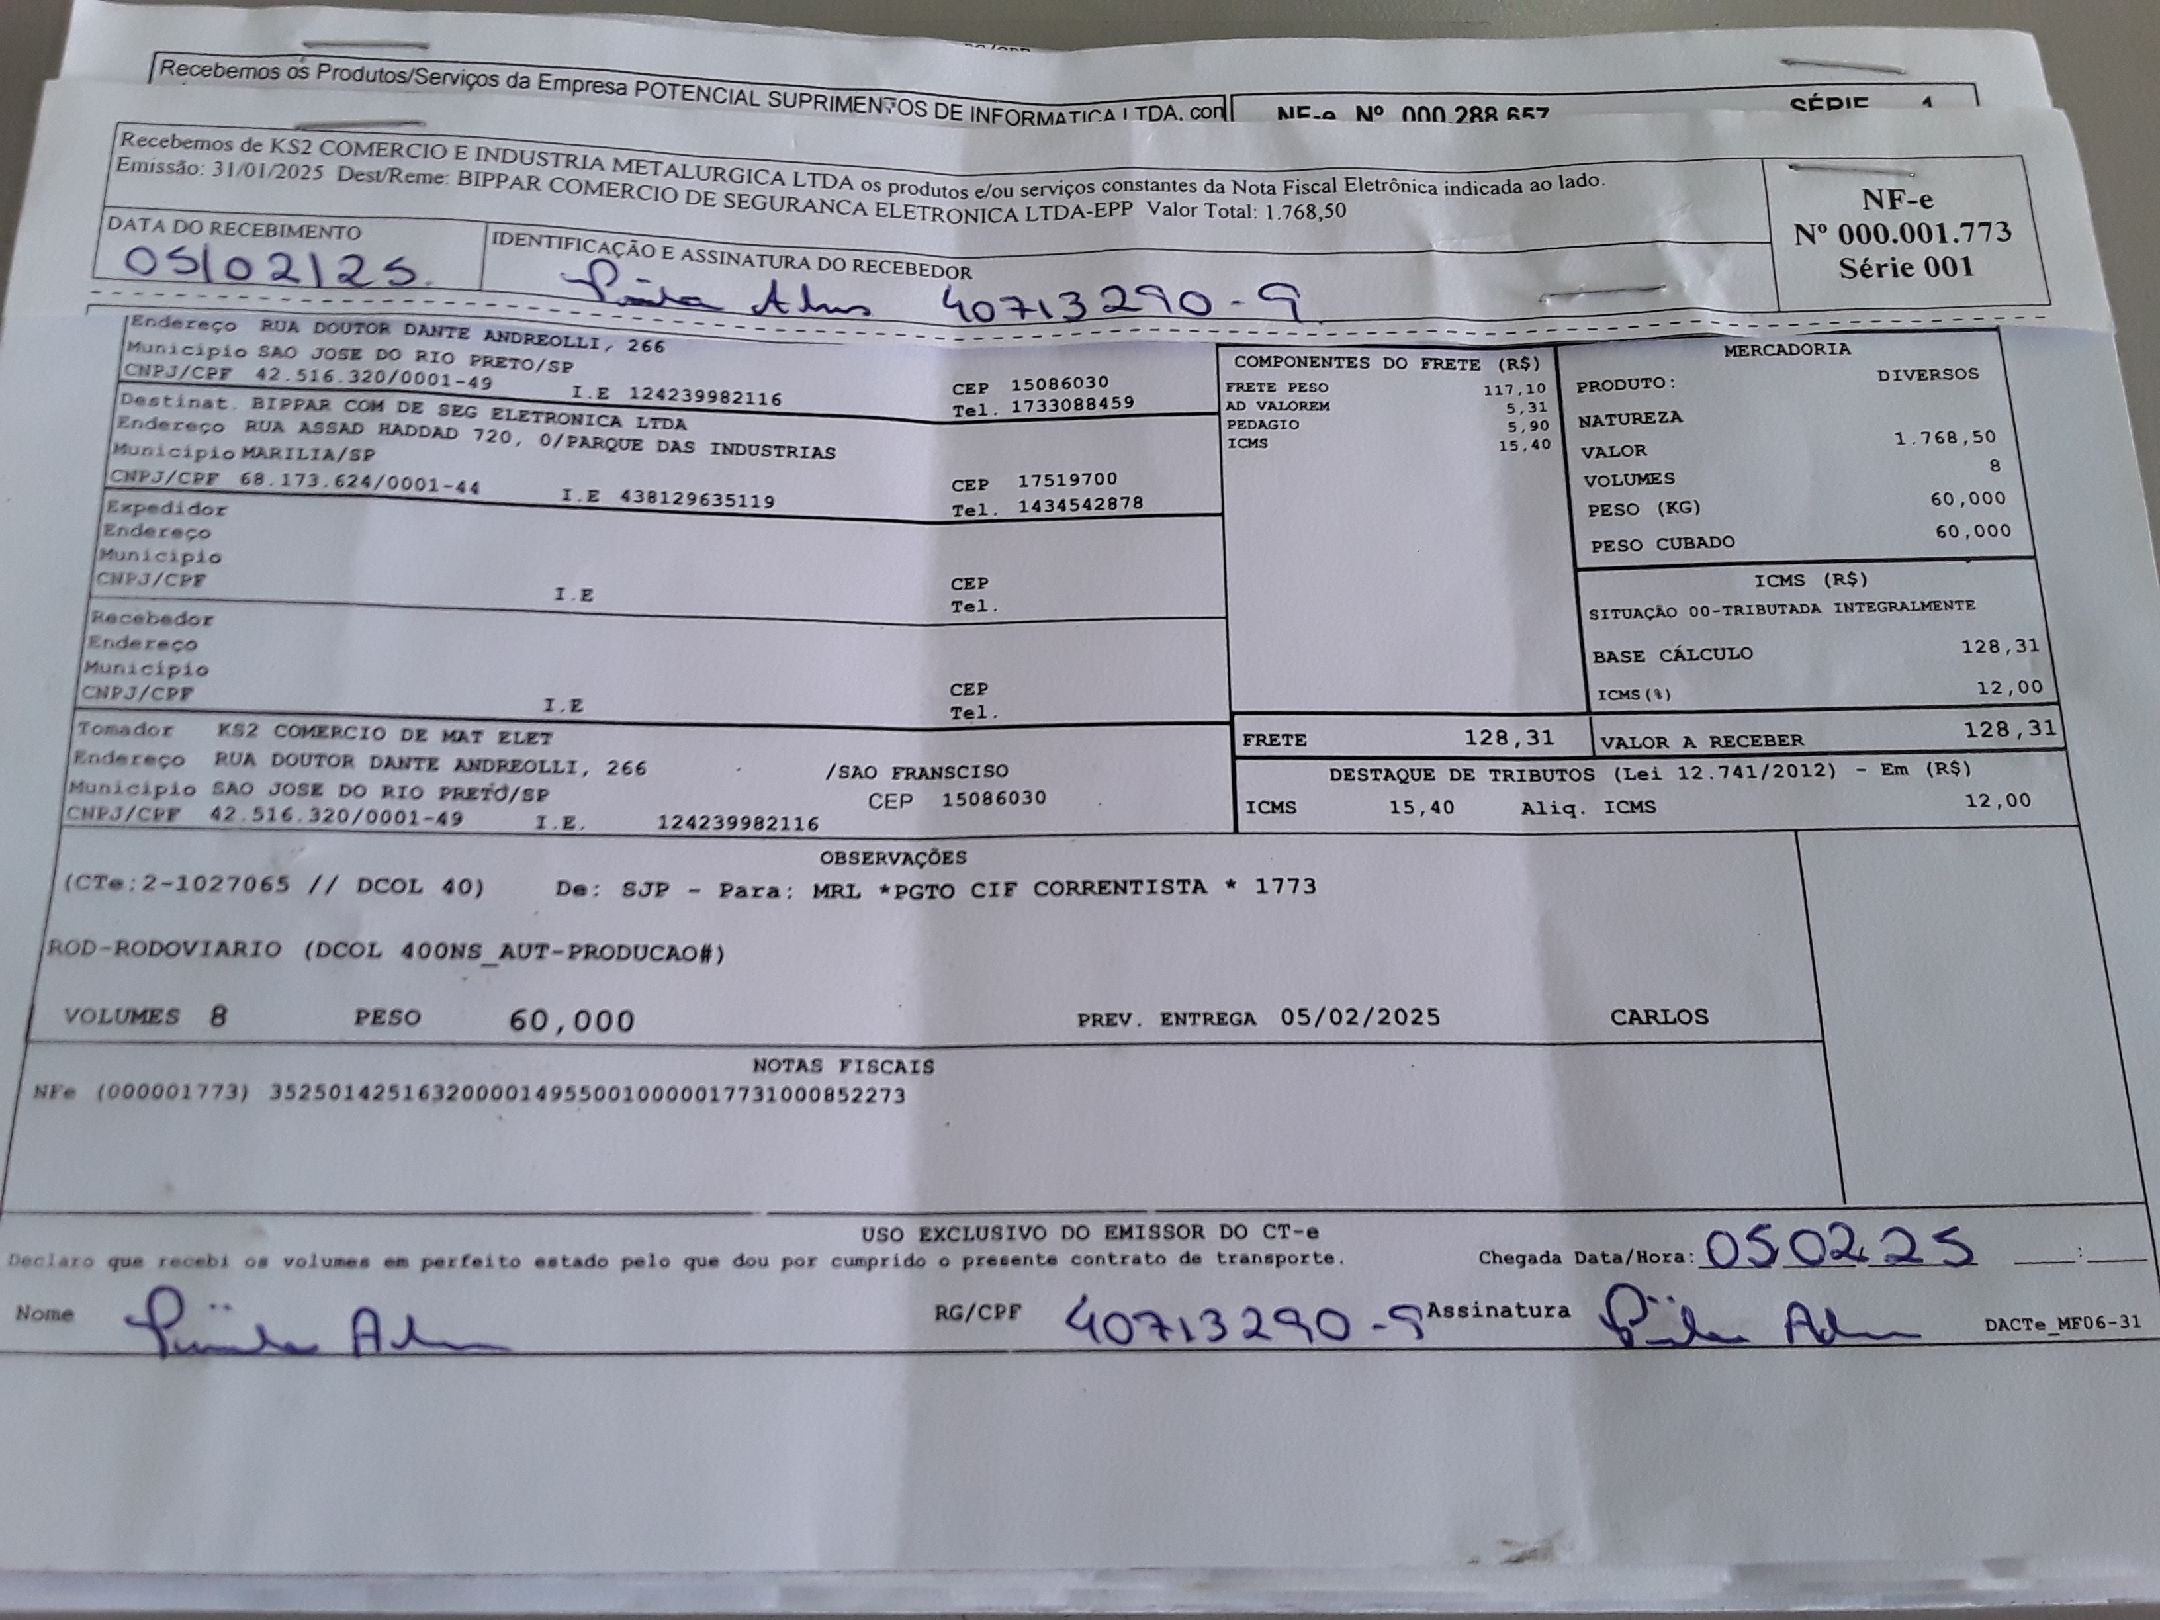 Recebemos os Produtos/Serviços da Empresa POTENCIAL SUPRIMENTOS DE INFORMATICA LTDA, con
NF-e Nº 000.288.657 SÉRIE 1
Recebemos de KS2 COMERCIO E INDUSTRIA METALURGICA LTDA os produtos e/ou serviços constantes da Nota Fiscal Eletrônica indicada ao lado.
Emissão: 31/01/2025 Dest/Reme: BIPPAR COMERCIO DE SEGURANCA ELETRONICA LTDA-EPP Valor Total: 1.768,50
NF-e
Nº 000.001.773
Série 001
DATA DO RECEBIMENTO
05/02/25
IDENTIFICAÇÃO E ASSINATURA DO RECEBEDOR
40713290-9
Endereço RUA DOUTOR DANTE ANDREOLLI, 266
Município SAO JOSE DO RIO PRETO/SP CEP 15086030
CNPJ/CPF 42.516.320/0001-49 I.E 124239982116 Tel. 1733088459
Destinat. BIPPAR COM DE SEG ELETRONICA LTDA
Endereço RUA ASSAD HADDAD 720, 0/PARQUE DAS INDUSTRIAS
Município MARILIA/SP CEP 17519700
CNPJ/CPF 68.173.624/0001-44 I.E 438129635119 Tel. 1434542878
Expedidor
Endereço
Município CEP
CNPJ/CPF I.E Tel.
Recebedor
Endereço
Município CEP
CNPJ/CPF I.E Tel.
Tomador KS2 COMERCIO DE MAT ELET
Endereço RUA DOUTOR DANTE ANDREOLLI, 266 /SAO FRANSCISO
Município SAO JOSE DO RIO PRETO/SP CEP 15086030
CNPJ/CPF 42.516.320/0001-49 I.E. 124239982116
COMPONENTES DO FRETE (R$)
FRETE PESO 117,10
AD VALOREM 5,31
PEDAGIO 5,90
ICMS 15,40
MERCADORIA
PRODUTO: DIVERSOS
NATUREZA
VALOR 1.768,50
VOLUMES 8
PESO (KG) 60,000
PESO CUBADO 60,000
ICMS (R$)
SITUAÇÃO 00-TRIBUTADA INTEGRALMENTE
BASE CÁLCULO 128,31
ICMS(%) 12,00
FRETE 128,31 VALOR A RECEBER 128,31
DESTAQUE DE TRIBUTOS (Lei 12.741/2012) - Em (R$)
ICMS 15,40 Aliq. ICMS 12,00
OBSERVAÇÕES
(CTe:2-1027065 // DCOL 40) De: SJP - Para: MRL *PGTO CIF CORRENTISTA * 1773
ROD-RODOVIARIO (DCOL 400NS_AUT-PRODUCAO#)
VOLUMES 8 PESO 60,000 PREV. ENTREGA 05/02/2025 CARLOS
NOTAS FISCAIS
NFe (000001773) 35250142516320000149550010000017731000852273
USO EXCLUSIVO DO EMISSOR DO CT-e
Declaro que recebi os volumes em perfeito estado pelo que dou por cumprido o presente contrato de transporte. Chegada Data/Hora: 05 02 25 :
Nome RG/CPF 40713290-9 Assinatura DACTe_MF06-31